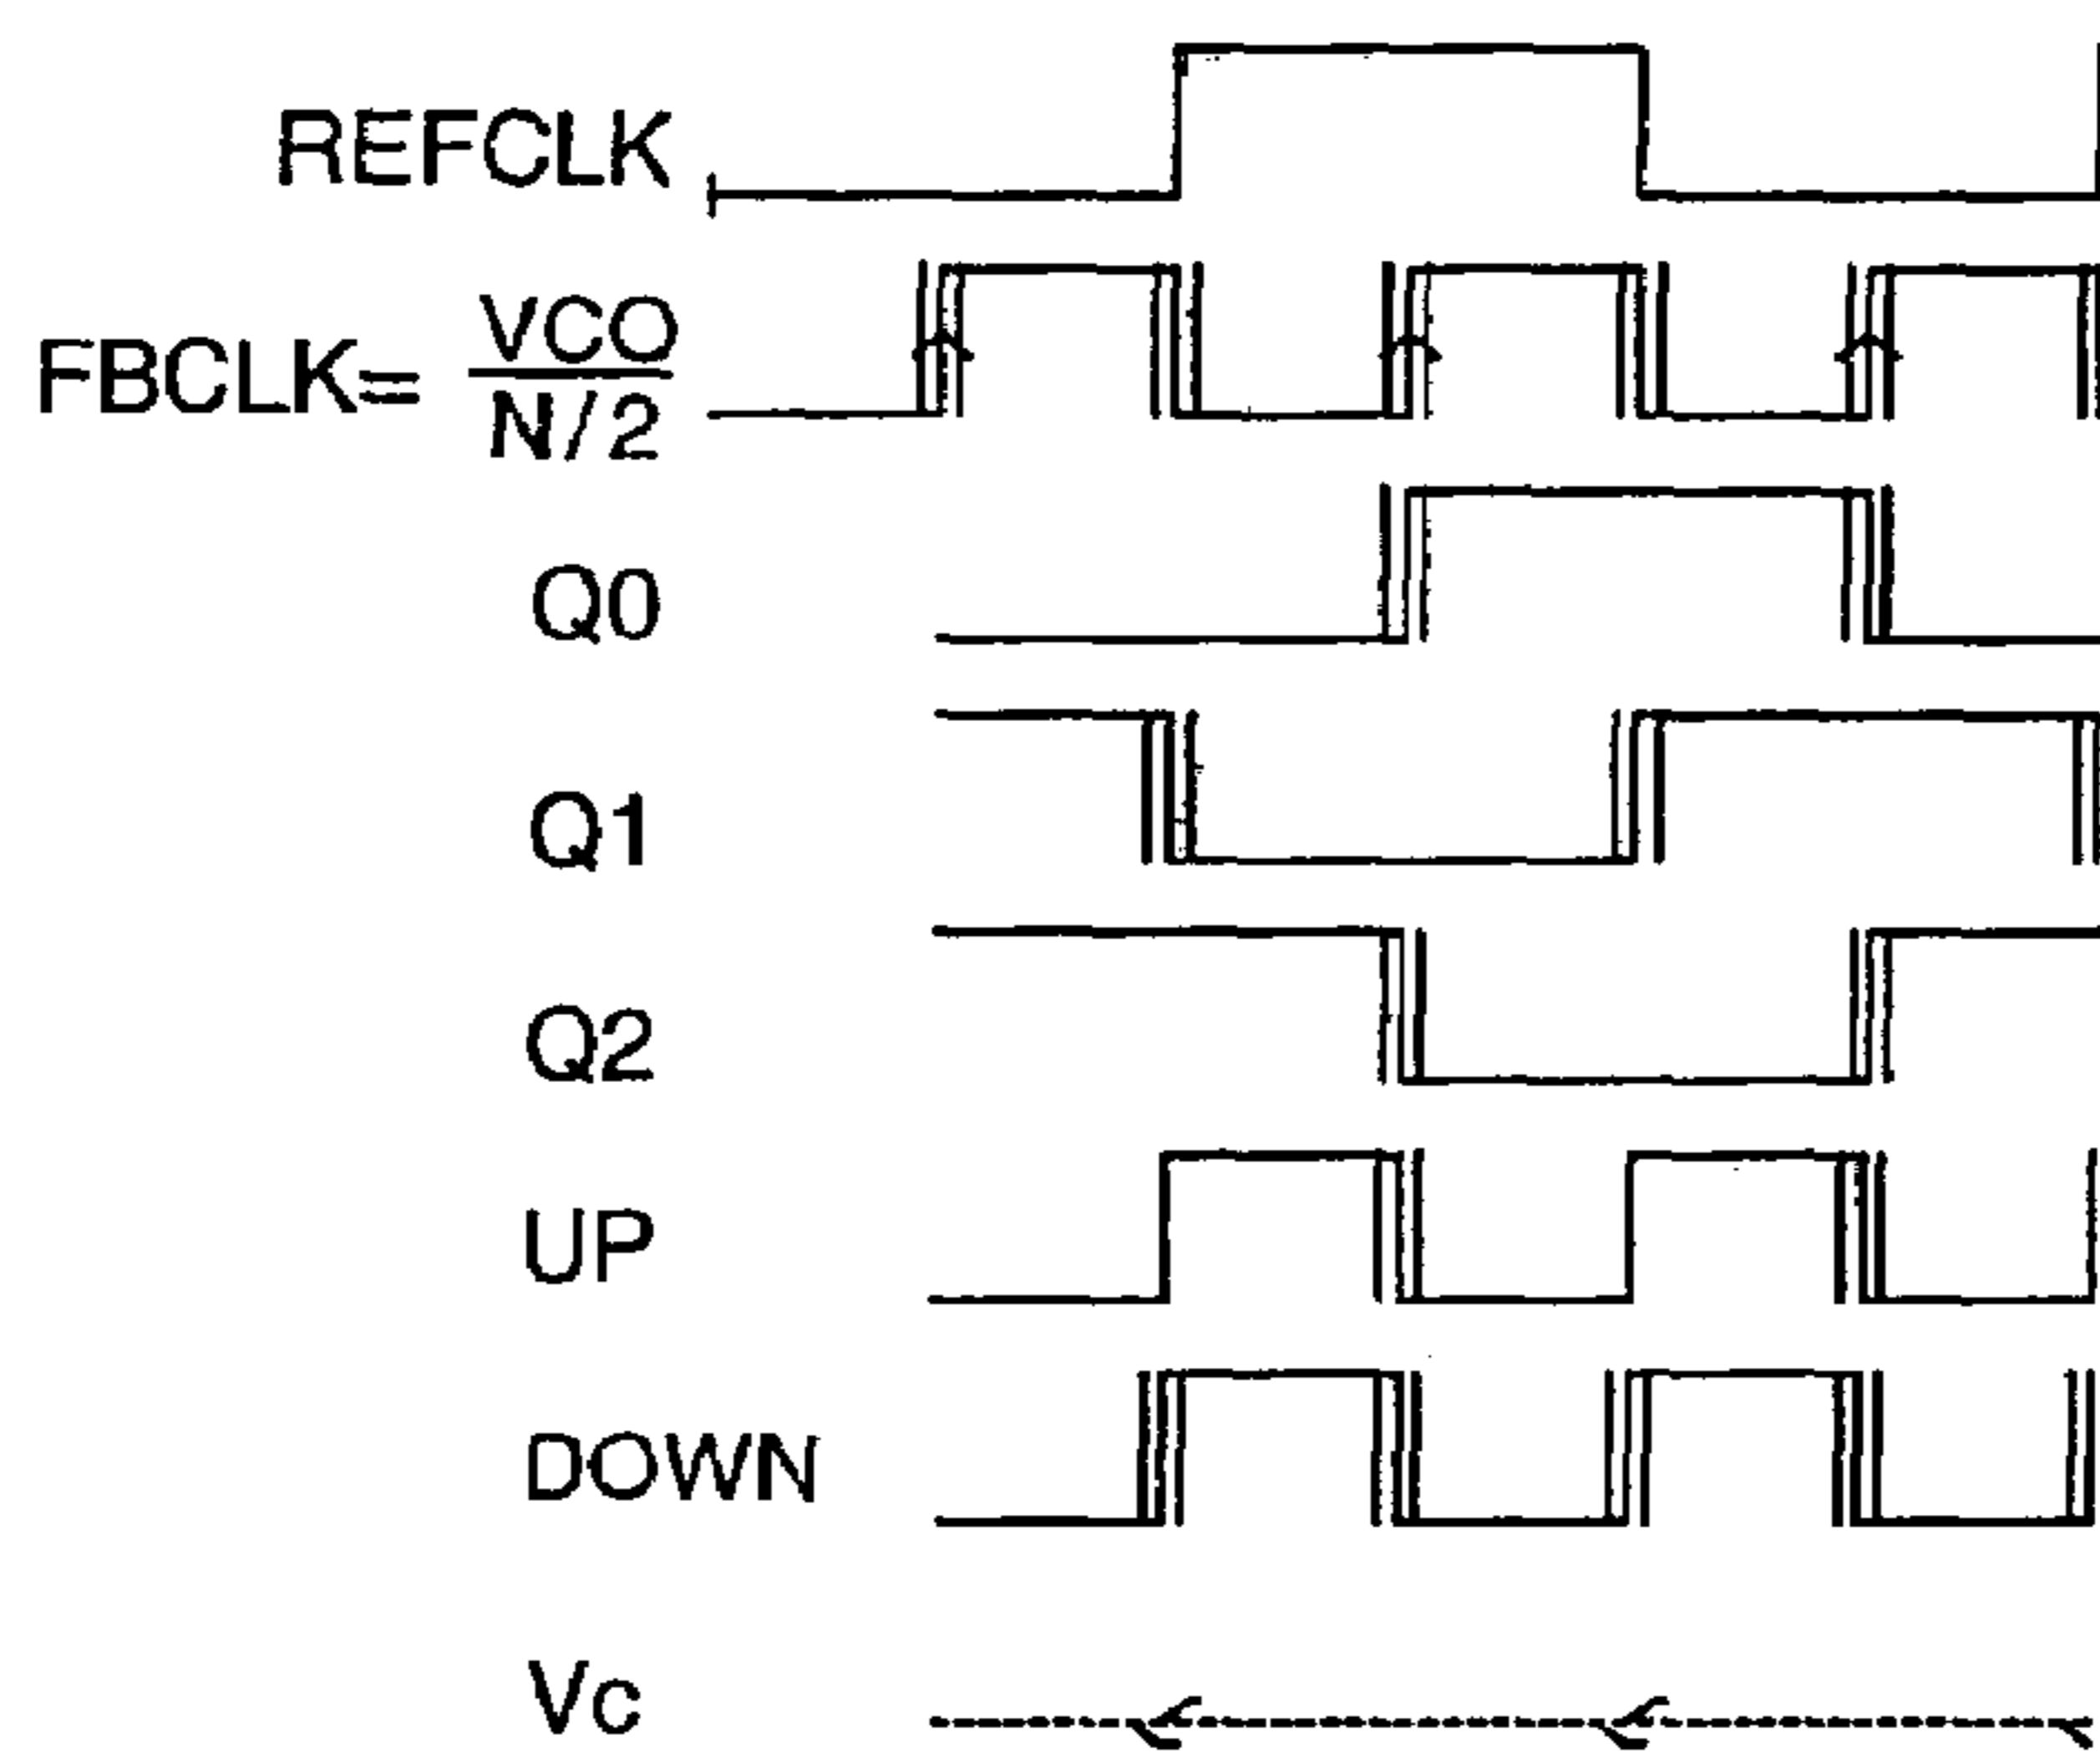 REFCLK
FBCLK= VCO
N/2
Q0
Q1
Q2
UP
DOWN
Vc